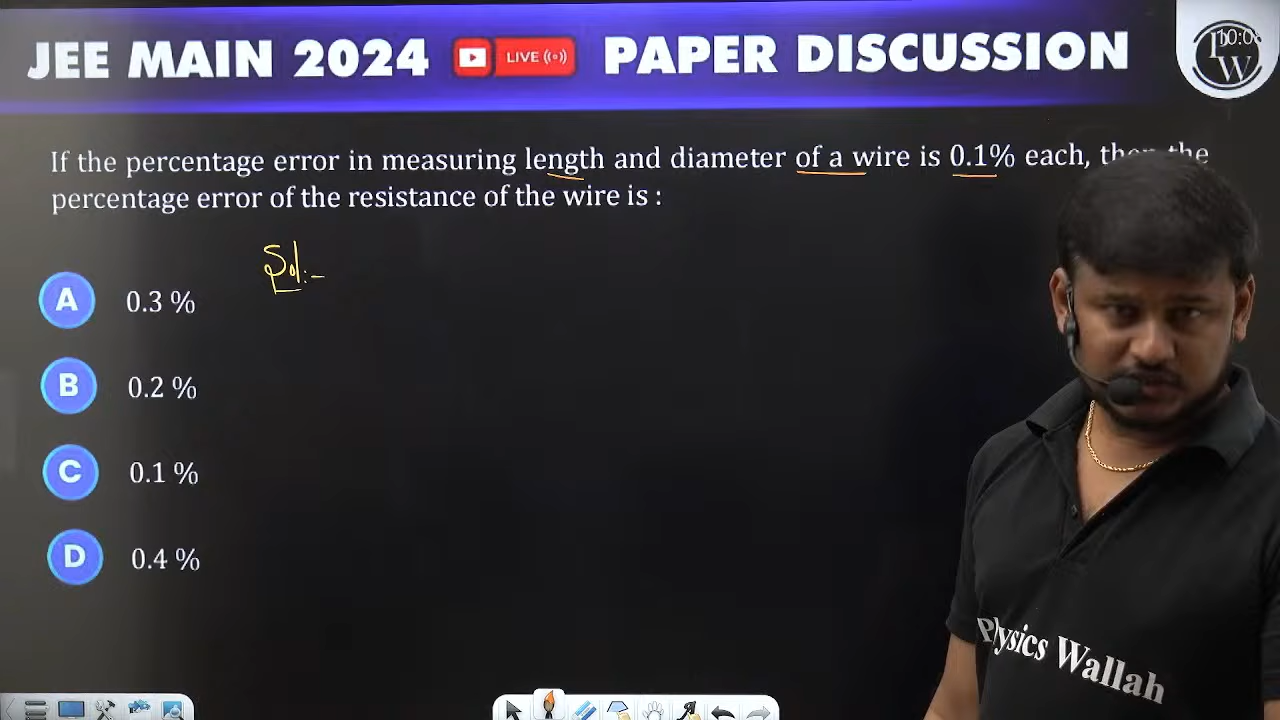 JEE MAIN 2024 LIVE PAPER DISCUSSION
If the percentage error in measuring length and diameter of a wire is 0.1% each, then the
percentage error of the resistance of the wire is :
Sol:-
A 0.3 %
B 0.2 %
C 0.1 %
D 0.4 %
Physics Wallah